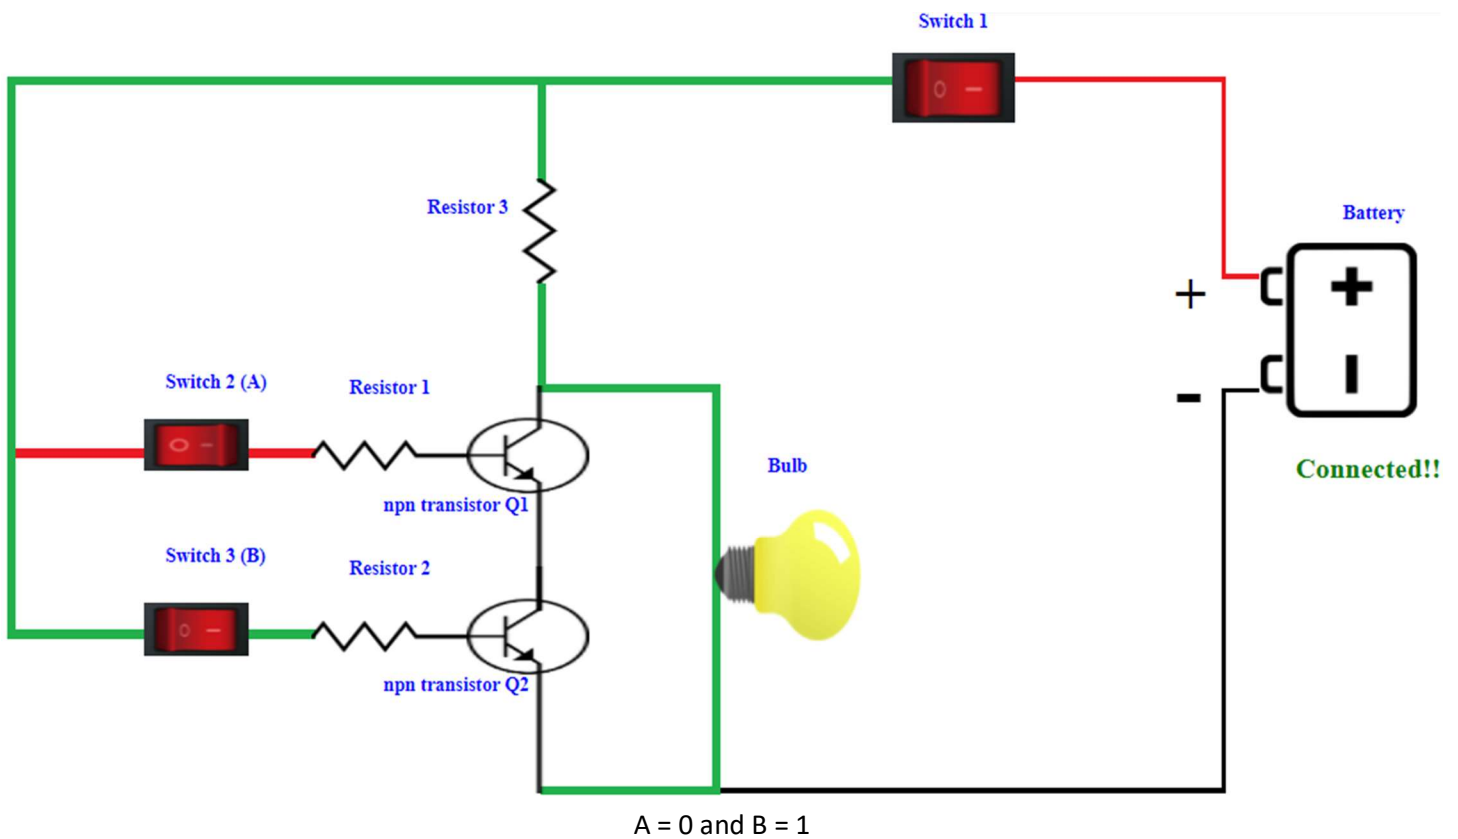 Switch 1
Resistor 3
Battery
+
+
-
-
Switch 2 (A)
Resistor 1
Bulb
Connected!!
O –
npn transistor Q1
Switch 3 (B)
Resistor 2
O –
npn transistor Q2
A = 0 and B = 1